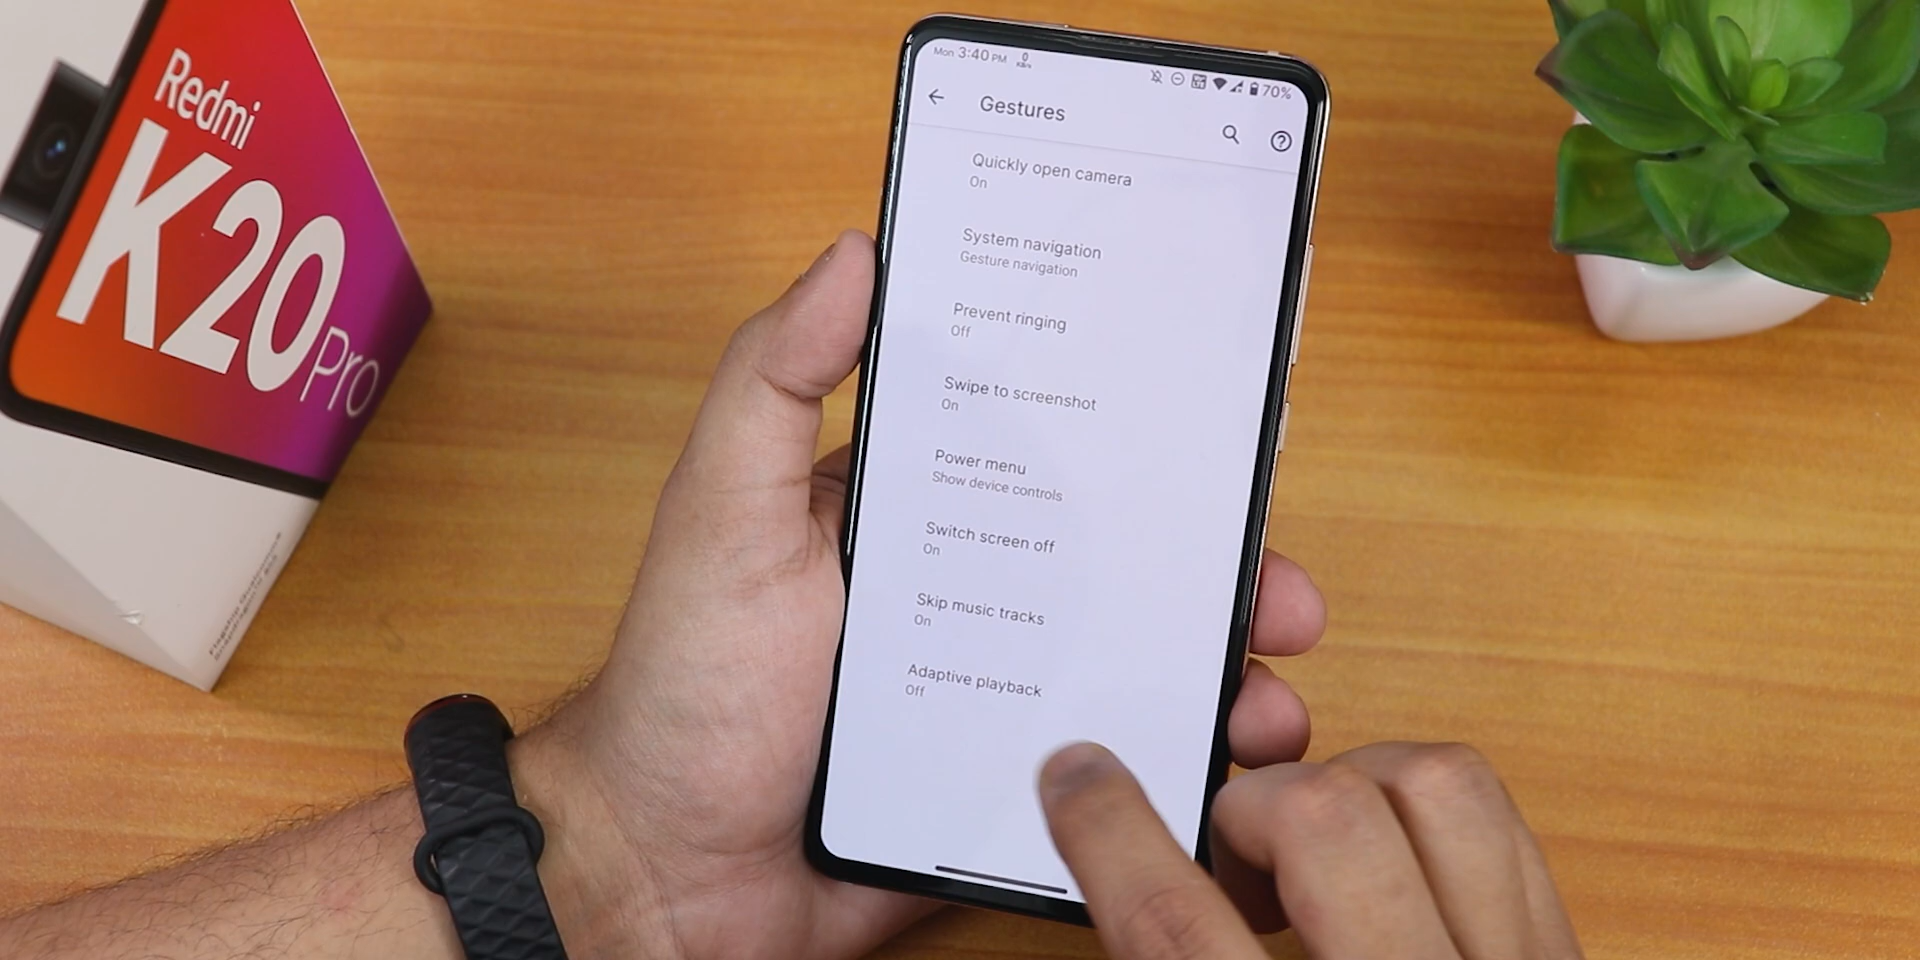 Redmi
K20 Pro
Mon 3:40 PM
0
KB/s
70%
Gestures
Quickly open camera
On
System navigation
Gesture navigation
Prevent ringing
Off
Swipe to screenshot
On
Power menu
Show device controls
Switch screen off
On
Skip music tracks
On
Adaptive playback
Off